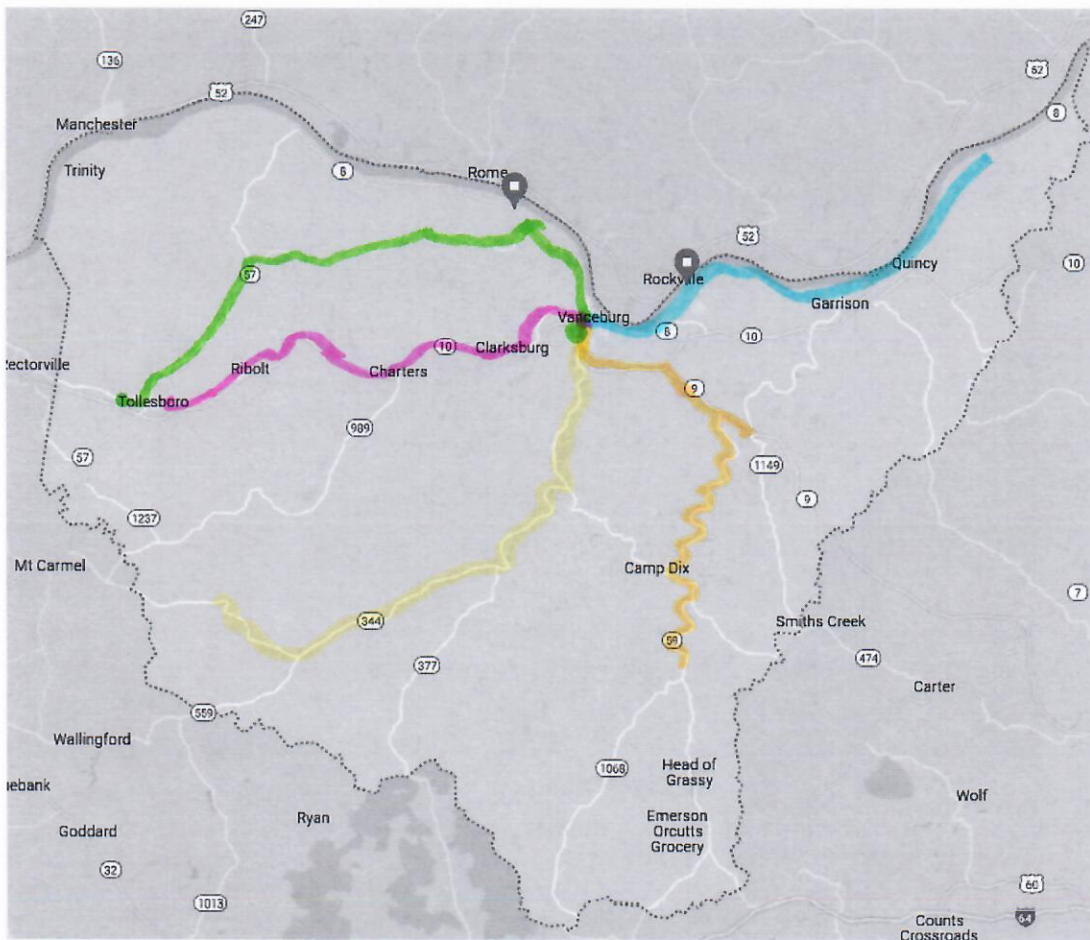 247
136
52
52
8
Manchester
Trinity
8
Rome
52
10
57
Rockville
Quincy
Garrison
Vanceburg
8
10
Clarksburg
10
Charters
Ribolt
Tollesboro
9
989
57
1149
9
1237
Mt Carmel
Camp Dix
7
344
Smiths Creek
59
377
474
Carter
559
Wallingford
1068
Head of
Grassy
Wolf
Ryan
Emerson
Orcutts
Grocery
Goddard
32
60
1013
64
Counts
Crossroads